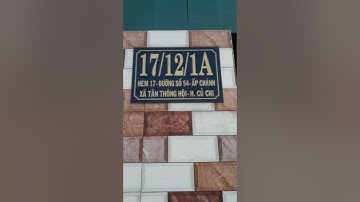 17/12/1A
HẺM 17-ĐƯỜNG SỐ 54-ẤP CHÁNH
XÃ TÂN THÔNG HỘI-H. CỦ CHI